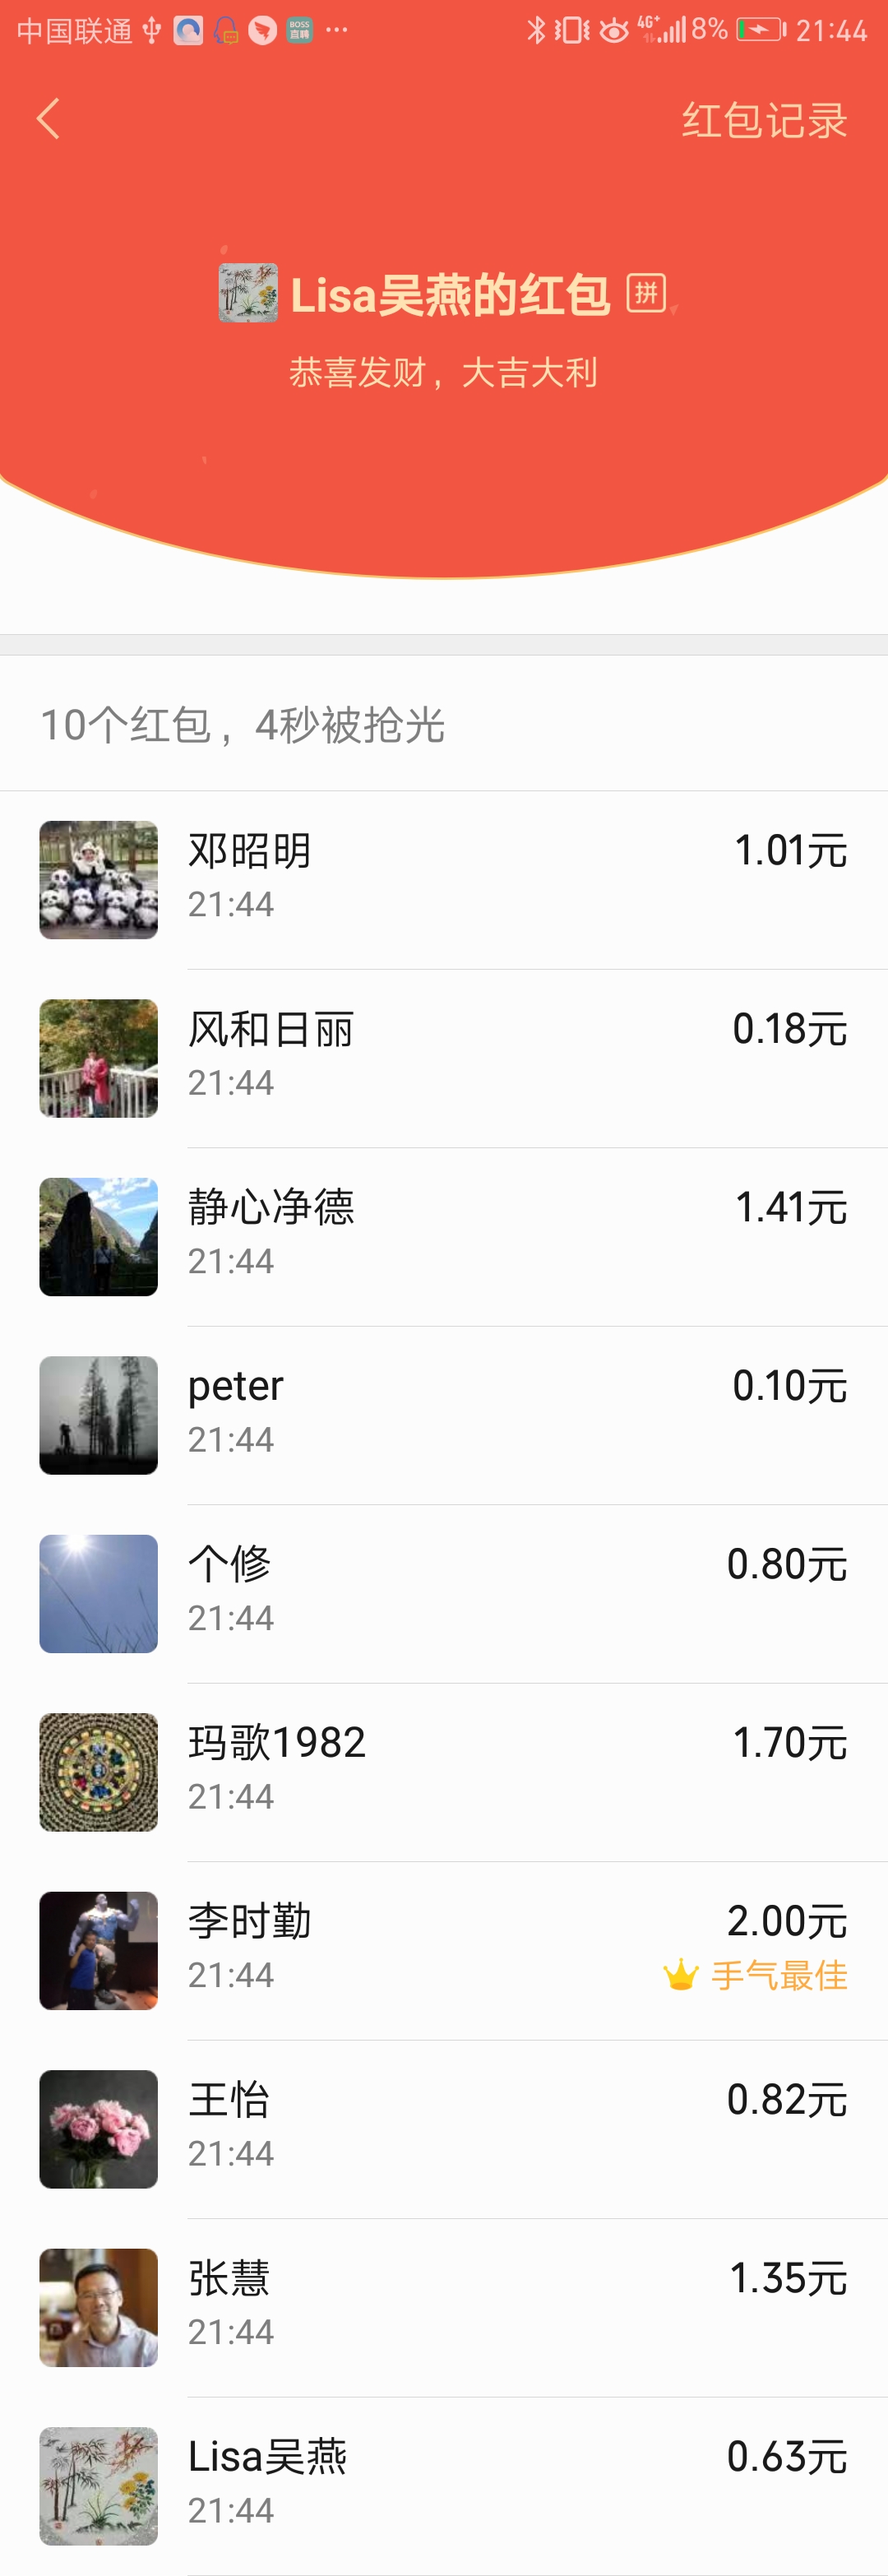 中国联通 BOSS直聘 ... 4G+ 8% 21:44
红包记录
Lisa吴燕的红包 拼
恭喜发财，大吉大利
10个红包，4秒被抢光
邓昭明 1.01元
21:44
风和日丽 0.18元
21:44
静心净德 1.41元
21:44
peter 0.10元
21:44
个修 0.80元
21:44
玛歌1982 1.70元
21:44
李时勤 2.00元
21:44 手气最佳
王怡 0.82元
21:44
张慧 1.35元
21:44
Lisa吴燕 0.63元
21:44